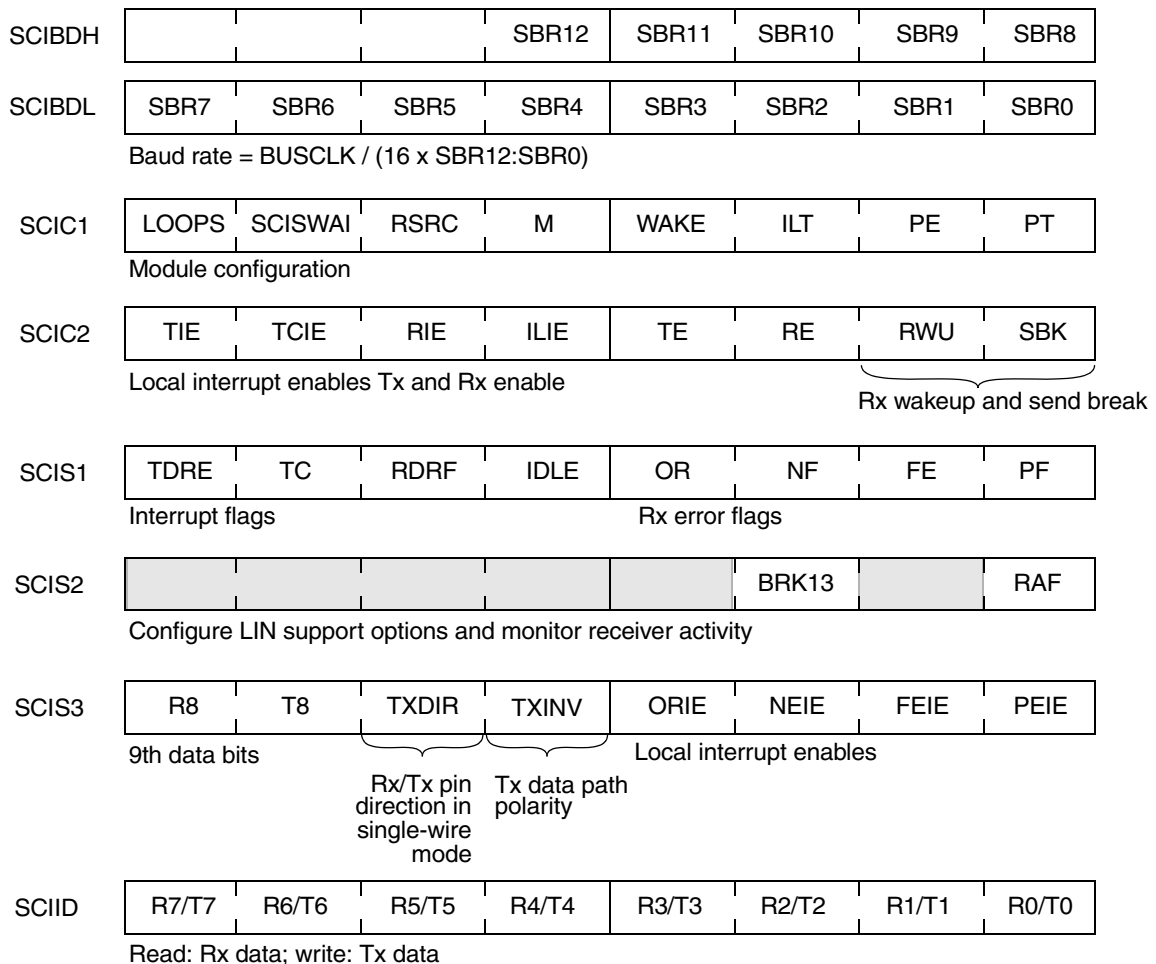 SCIBDH SBR12 SBR11 SBR10 SBR9 SBR8
SCIBDL SBR7 SBR6 SBR5 SBR4 SBR3 SBR2 SBR1 SBR0
Baud rate = BUSCLK / (16 x SBR12:SBR0)
SCIC1 LOOPS SCISWAI RSRC M WAKE ILT PE PT
Module configuration
SCIC2 TIE TCIE RIE ILIE TE RE RWU SBK
Local interrupt enables Tx and Rx enable
Rx wakeup and send break
SCIS1 TDRE TC RDRF IDLE OR NF FE PF
Interrupt flags Rx error flags
SCIS2 BRK13 RAF
Configure LIN support options and monitor receiver activity
SCIS3 R8 T8 TXDIR TXINV ORIE NEIE FEIE PEIE
9th data bits Local interrupt enables
Rx/Tx pin
direction in
single-wire
mode
Tx data path
polarity
SCIID R7/T7 R6/T6 R5/T5 R4/T4 R3/T3 R2/T2 R1/T1 R0/T0
Read: Rx data; write: Tx data